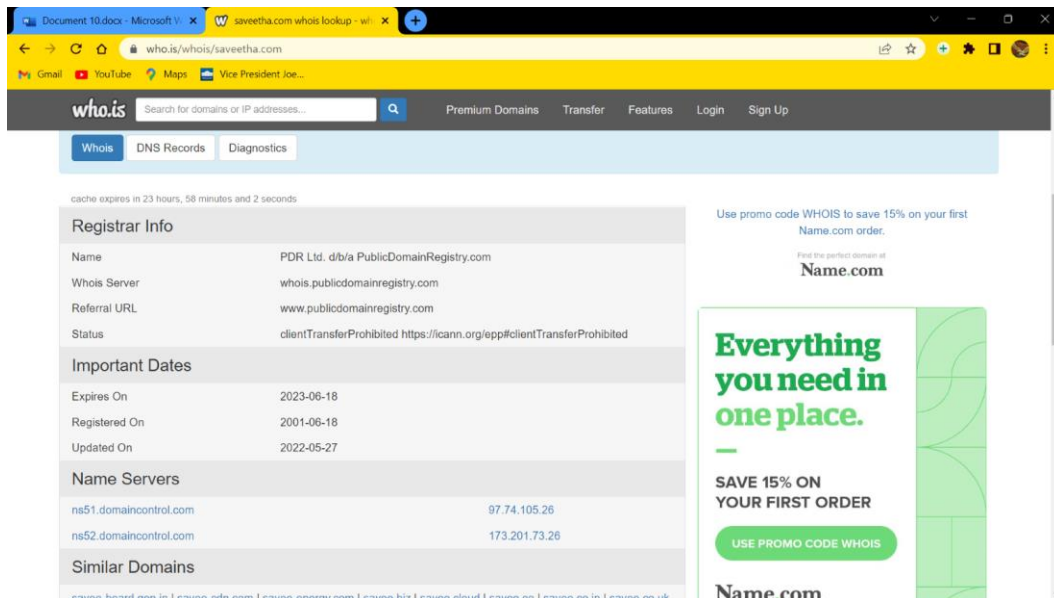 Document 10.docx - Microsoft W
saveetha.com whois lookup - wh
who.is/whois/saveetha.com
Gmail YouTube Maps Vice President Joe...
who.is Search for domains or IP addresses... Premium Domains Transfer Features Login Sign Up
Whois DNS Records Diagnostics
cache expires in 23 hours, 58 minutes and 2 seconds
Registrar Info
Name PDR Ltd. d/b/a PublicDomainRegistry.com
Whois Server whois.publicdomainregistry.com
Referral URL www.publicdomainregistry.com
Status clientTransferProhibited https://icann.org/epp#clientTransferProhibited
Important Dates
Expires On 2023-06-18
Registered On 2001-06-18
Updated On 2022-05-27
Name Servers
ns51.domaincontrol.com 97.74.105.26
ns52.domaincontrol.com 173.201.73.26
Similar Domains
Use promo code WHOIS to save 15% on your first
Name.com order.
Find the perfect domain at
Name.com
Everything
you need in
one place.
SAVE 15% ON
YOUR FIRST ORDER
USE PROMO CODE WHOIS
Name.com